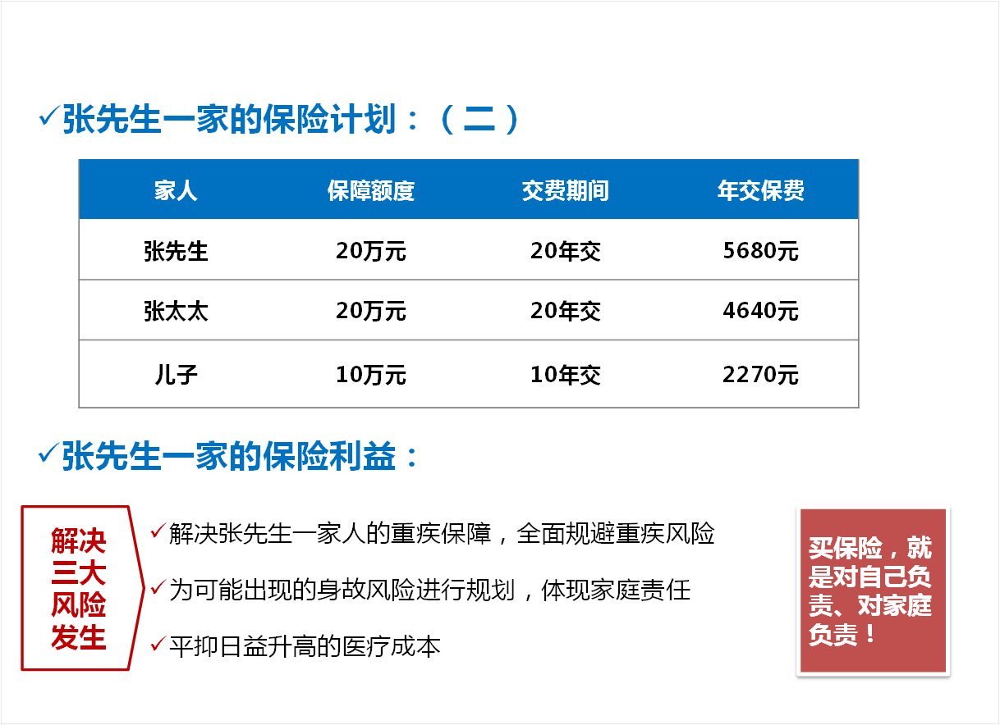 ✓张先生一家的保险计划：（二）
家人 保障额度 交费期间 年交保费
张先生 20万元 20年交 5680元
张太太 20万元 20年交 4640元
儿子 10万元 10年交 2270元
✓张先生一家的保险利益：
解决
三大
风险
发生
✓解决张先生一家人的重疾保障，全面规避重疾风险
✓为可能出现的身故风险进行规划，体现家庭责任
✓平抑日益升高的医疗成本
买保险，就
是对自己负
责、对家庭
负责！